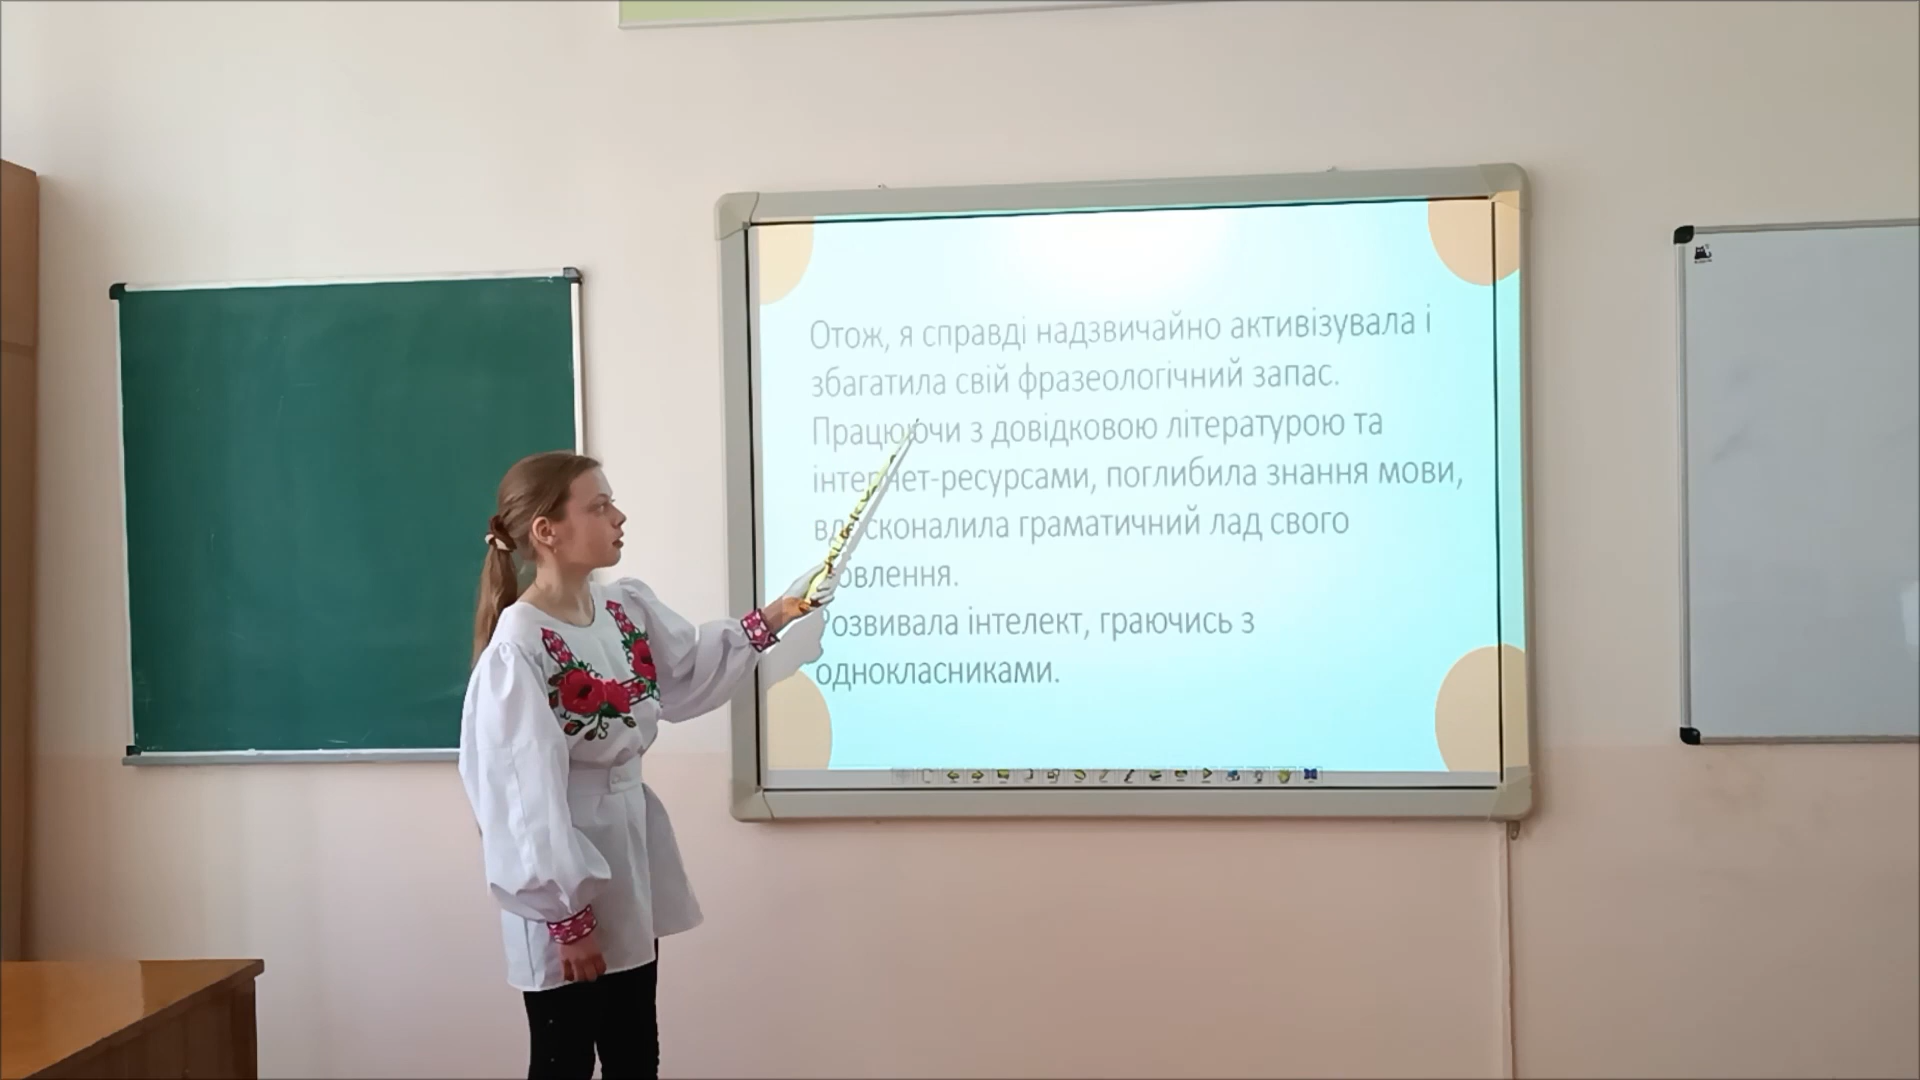 Отож, я справді надзвичайно активізувала і
збагатила свій фразеологічний запас.
Працюючи з довідковою літературою та
інтернет-ресурсами, поглибила знання мови,
вдосконалила граматичний лад свого
мовлення.
Розвивала інтелект, граючись з
однокласниками.